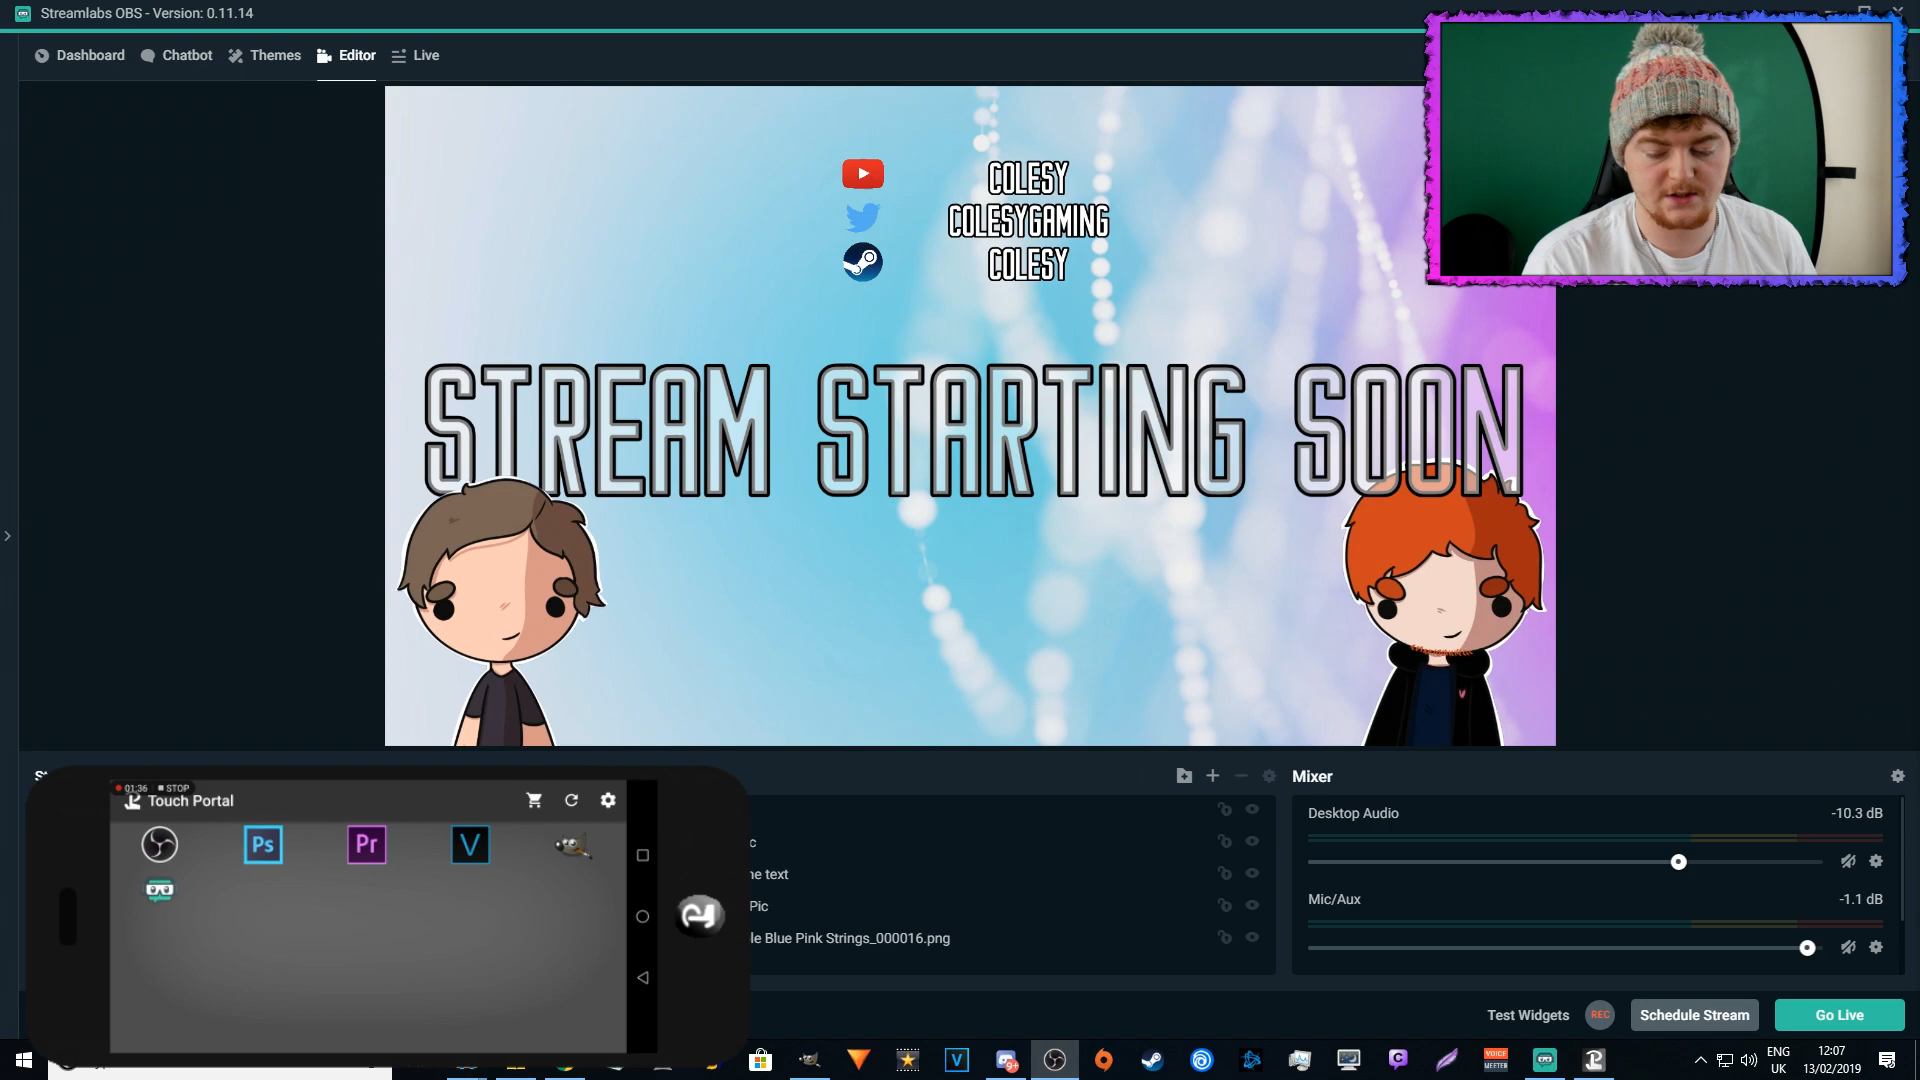 Streamlabs OBS - Version: 0.11.14
Dashboard
Chatbot
Themes
Editor
Live
COLESY
COLESYGAMING
COLESY
STREAM STARTING SOON
01:36 STOP
Touch Portal
Ps
Pr
V
ne text
Pic
le Blue Pink Strings_000016.png
Mixer
Desktop Audio
-10.3 dB
Mic/Aux
-1.1 dB
Test Widgets
REC
Schedule Stream
Go Live
V
VOICE
MEETER
ENG
UK
12:07
13/02/2019